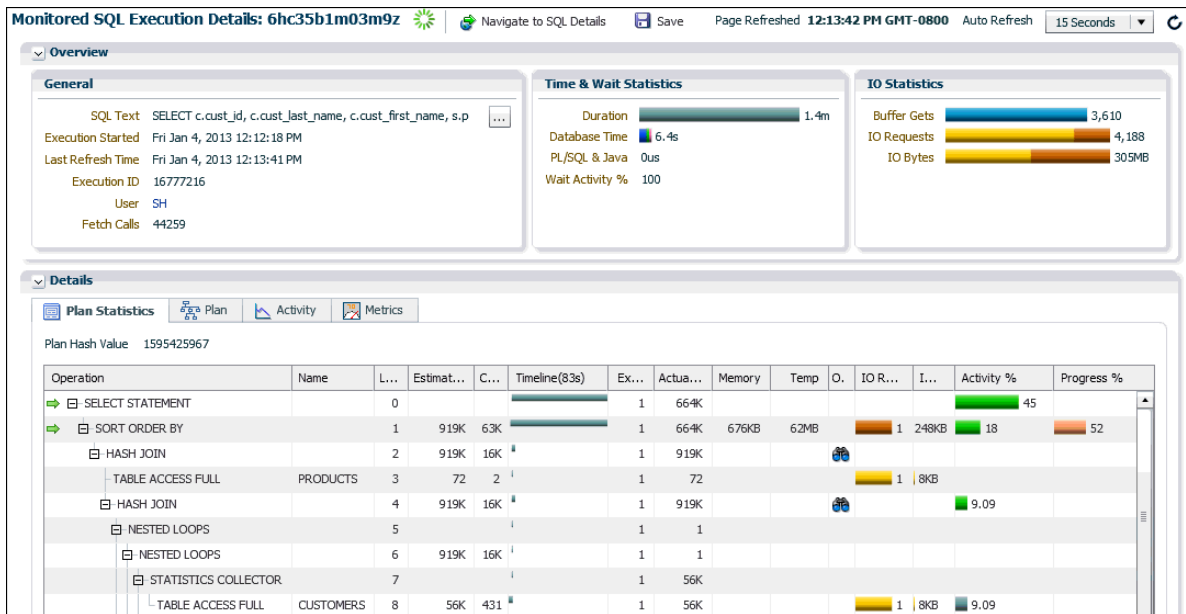 Monitored SQL Execution Details: 6hc35b1m03m9z Navigate to SQL Details Save Page Refreshed 12:13:42 PM GMT-0800 Auto Refresh 15 Seconds
Overview
General
SQL Text SELECT c.cust_id, c.cust_last_name, c.cust_first_name, s.p ...
Execution Started Fri Jan 4, 2013 12:12:18 PM
Last Refresh Time Fri Jan 4, 2013 12:13:41 PM
Execution ID 16777216
User SH
Fetch Calls 44259
Time & Wait Statistics
Duration 1.4m
Database Time 6.4s
PL/SQL & Java 0us
Wait Activity % 100
IO Statistics
Buffer Gets 3,610
IO Requests 4,188
IO Bytes 305MB
Details
Plan Statistics Plan Activity Metrics
Plan Hash Value 1595425967
Operation Name L... Estimat... C... Timeline(83s) Ex... Actua... Memory Temp O. IO R... I... Activity % Progress %
SELECT STATEMENT 0 1 664K 45
SORT ORDER BY 1 919K 63K 1 664K 676KB 62MB 1 248KB 18 52
HASH JOIN 2 919K 16K 1 919K
TABLE ACCESS FULL PRODUCTS 3 72 2 1 72 1 8KB
HASH JOIN 4 919K 16K 1 919K 9.09
NESTED LOOPS 5 1 1
NESTED LOOPS 6 919K 16K 1 1
STATISTICS COLLECTOR 7 1 56K
TABLE ACCESS FULL CUSTOMERS 8 56K 431 1 56K 1 8KB 9.09